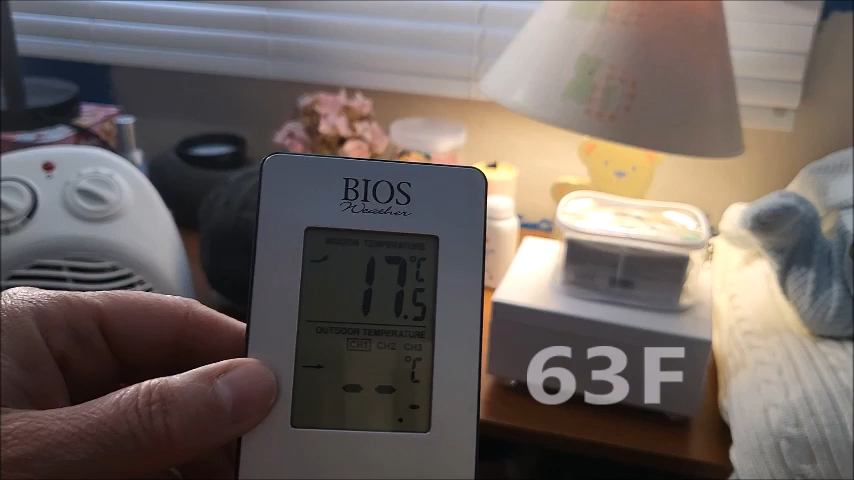 BIOS
Weather
INDOOR TEMPERATURE
17.5°C
OUTDOOR TEMPERATURE
CH1 CH2 CH3
°C
--.-
63F